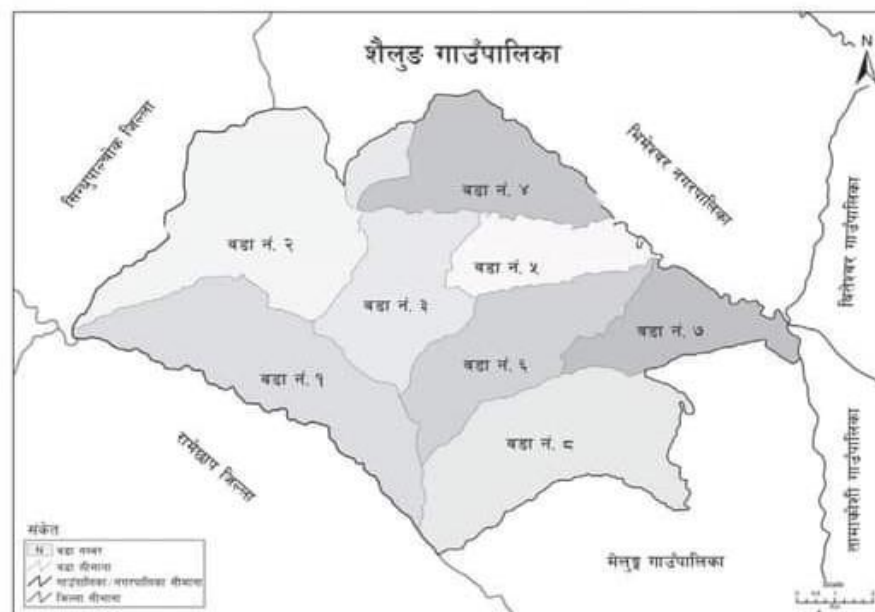 शैलुङ गाउँपालिका
N
सिन्धुपाल्चोक जिल्ला
भिमेश्वर नगरपालिका
वडा नं. ४
वडा नं. २
वडा नं. ५
वडा नं. ३
वडा नं. ७
वडा नं. १
वडा नं. ६
वडा नं. ८
रामेछाप जिल्ला
तामाकोशी गाउँपालिका
मेलुङ्ग गाउँपालिका
संकेत
N वडा नम्बर
वडा सीमाना
गाउँपालिका/नगरपालिका सीमाना
जिल्ला सीमाना